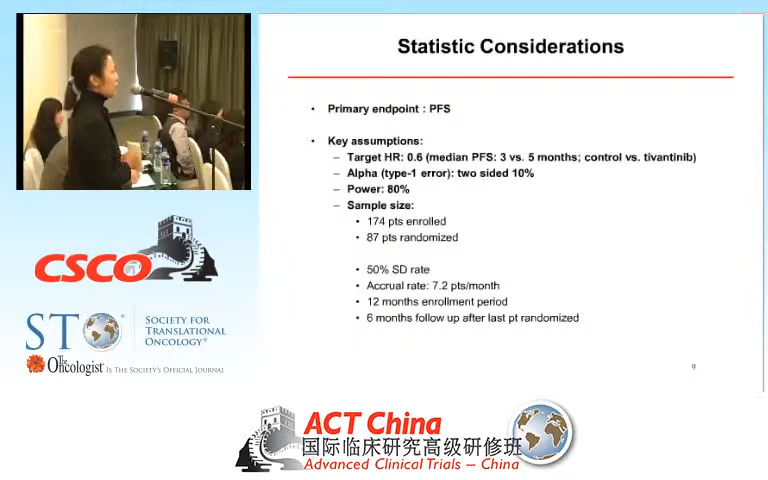 Statistic Considerations
• Primary endpoint : PFS
• Key assumptions:
– Target HR: 0.6 (median PFS: 3 vs. 5 months; control vs. tivantinib)
– Alpha (type-1 error): two sided 10%
– Power: 80%
– Sample size:
• 174 pts enrolled
• 87 pts randomized
• 50% SD rate
• Accrual rate: 7.2 pts/month
• 12 months enrollment period
• 6 months follow up after last pt randomized
9
CSCO
STO
SOCIETY FOR
TRANSLATIONAL
ONCOLOGY®
The Oncologist® IS THE SOCIETY'S OFFICIAL JOURNAL
ACT China
国际临床研究高级研修班
Advanced Clinical Trials – China